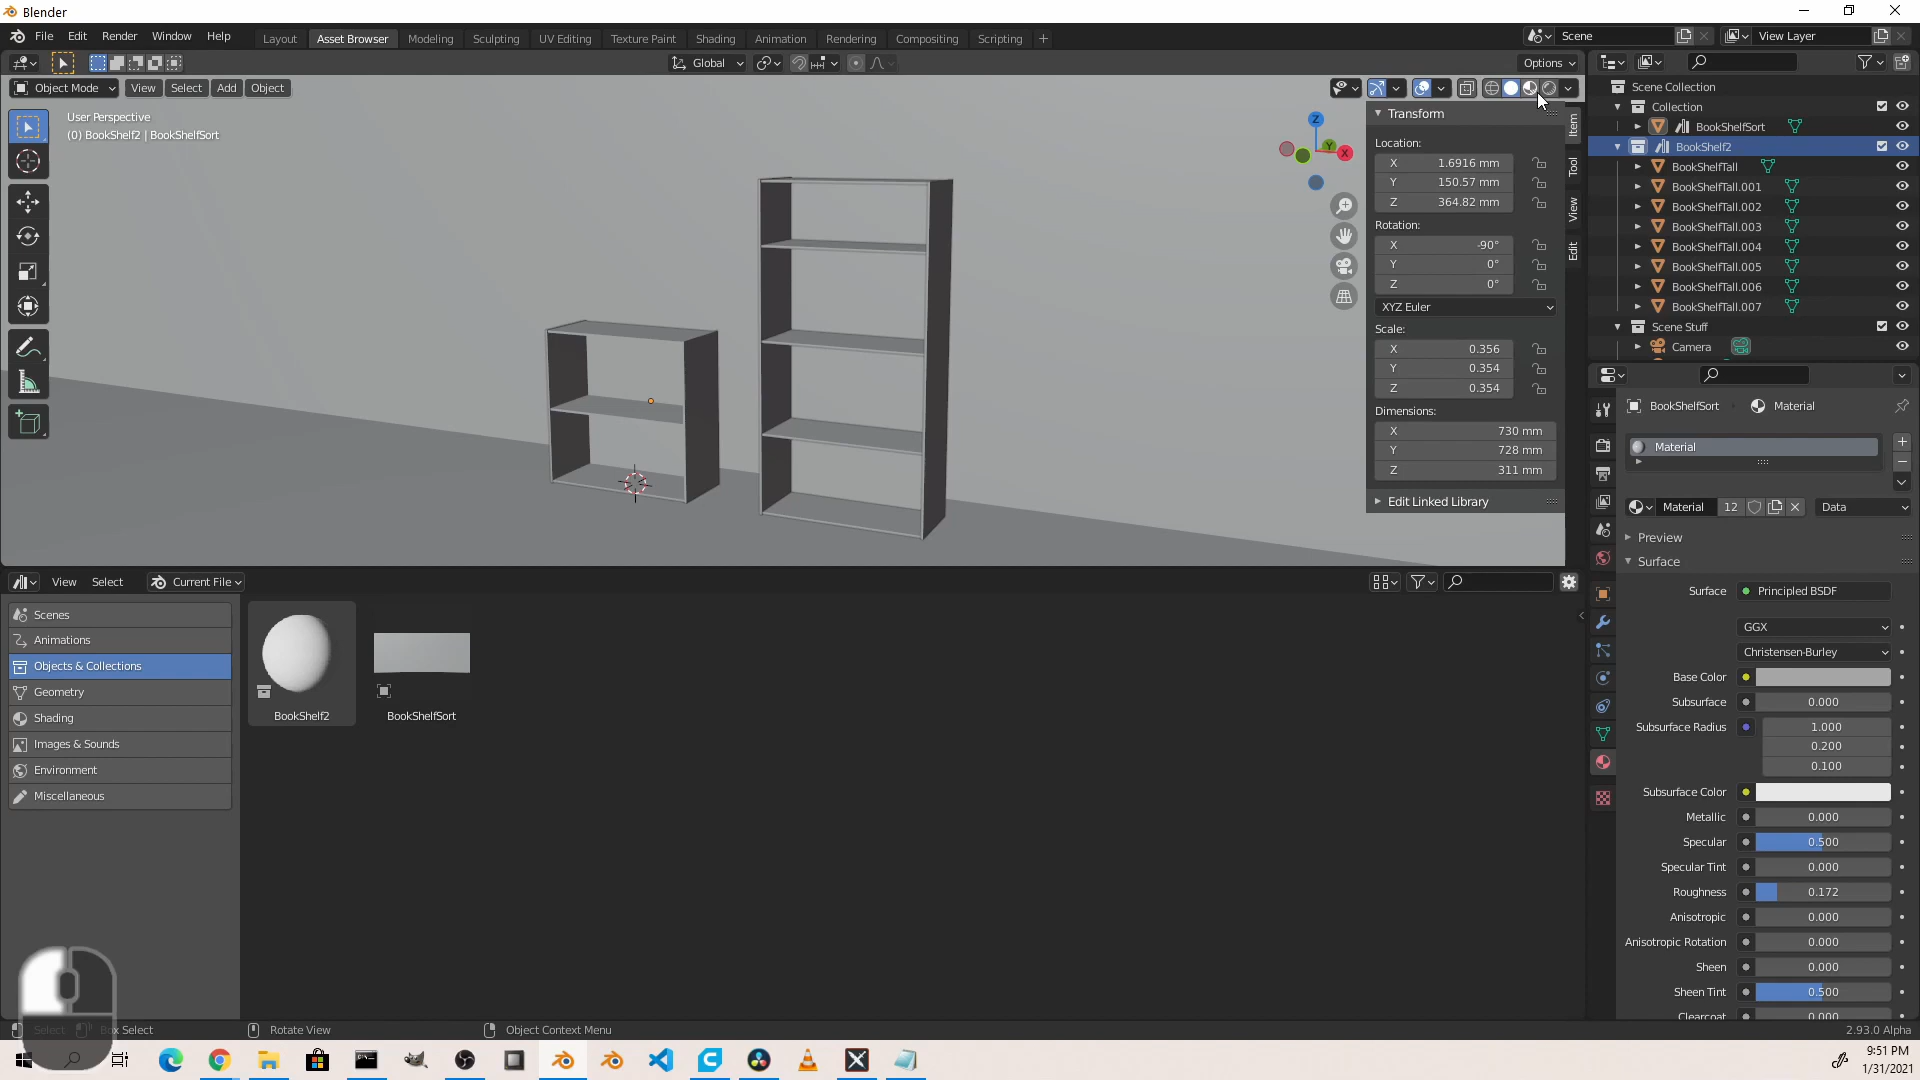 Blender
File Edit Render Window Help
Layout Asset Browser Modeling Sculpting UV Editing Texture Paint Shading Animation Rendering Compositing Scripting
Scene View Layer
Global Options
Object Mode View Select Add Object
User Perspective
(0) BookShelf2 | BookShelfSort
Z
Y
X
Transform
Location:
X 1.6916 mm
Y 150.57 mm
Z 364.82 mm
Rotation:
X -90°
Y 0°
Z 0°
XYZ Euler
Scale:
X 0.356
Y 0.354
Z 0.354
Dimensions:
X 730 mm
Y 728 mm
Z 311 mm
Edit Linked Library
Item
Tool
View
Edit
Scene Collection
Collection
BookShelfSort
BookShelf2
BookShelfTall
BookShelfTall.001
BookShelfTall.002
BookShelfTall.003
BookShelfTall.004
BookShelfTall.005
BookShelfTall.006
BookShelfTall.007
Scene Stuff
Camera
BookShelfSort Material
Material
Material 12 Data
Preview
Surface
Surface Principled BSDF
GGX
Christensen-Burley
Base Color
Subsurface 0.000
Subsurface Radius 1.000
0.200
0.100
Subsurface Color
Metallic 0.000
Specular 0.500
Specular Tint 0.000
Roughness 0.172
Anisotropic 0.000
Anisotropic Rotation 0.000
Sheen 0.000
Sheen Tint 0.500
Clearcoat 0.000
View Select Current File
Scenes
Animations
Objects & Collections
Geometry
Shading
Images & Sounds
Environment
Miscellaneous
BookShelf2
BookShelfSort
Select Box Select Rotate View Object Context Menu
2.93.0 Alpha
9:51 PM
1/31/2021